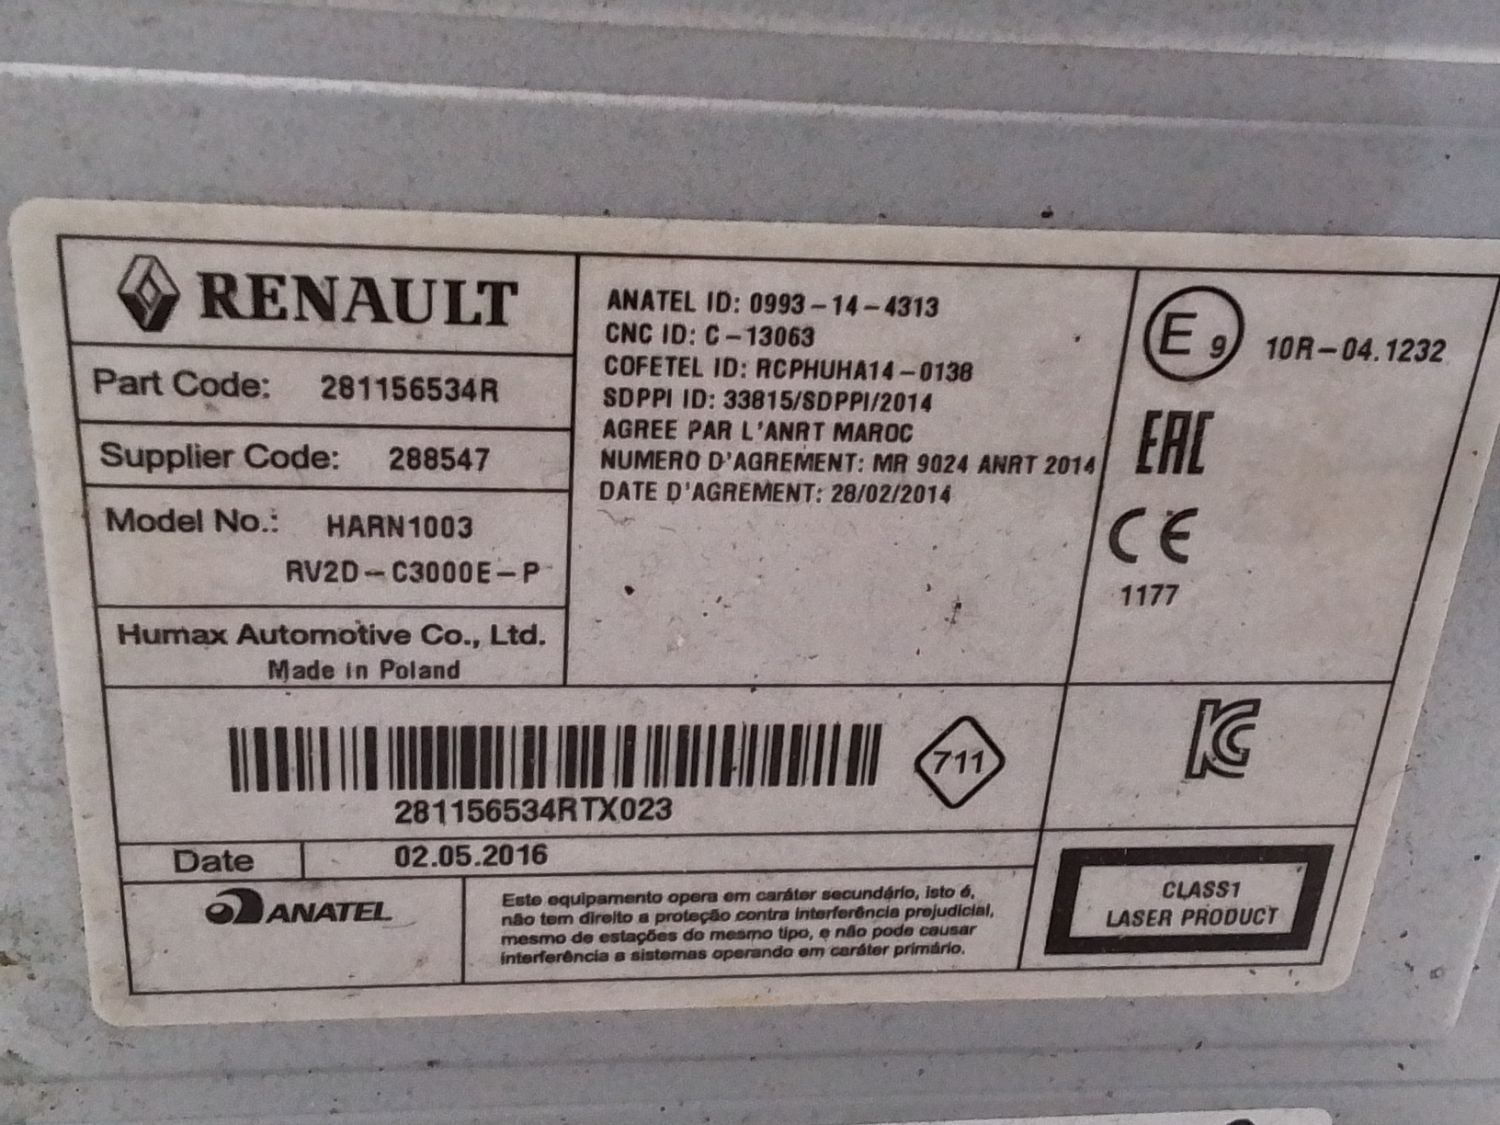 RENAULT
Part Code: 281156534R
Supplier Code: 288547
Model No.: HARN1003
RV2D-C3000E-P
Humax Automotive Co., Ltd.
Made in Poland
ANATEL ID: 0993-14-4313
CNC ID: C-13063
COFETEL ID: RCPHUHA14-0138
SDPPI ID: 33815/SDPPI/2014
AGREE PAR L'ANRT MAROC
NUMERO D'AGREMENT: MR 9024 ANRT 2014
DATE D'AGREMENT: 28/02/2014
E9 10R-04.1232
EAC
CE
1177
281156534RTX023
711
KC
Date 02.05.2016
ANATEL
Este equipamento opera em caráter secundário, isto é,
não tem direito a proteção contra interferência prejudicial,
mesmo de estações do mesmo tipo, e não pode causar
interferência a sistemas operando em caráter primário.
CLASS1
LASER PRODUCT